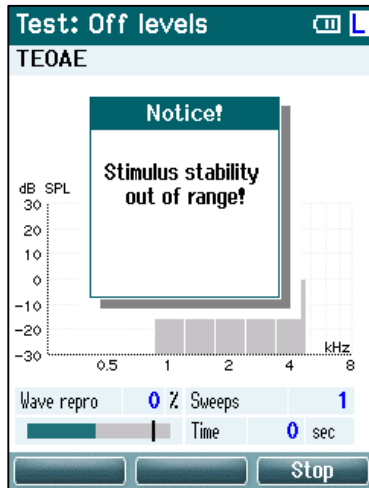 Test: Off levels L
TEOAE
Notice!
Stimulus stability
out of range!
dB SPL
30
20
10
0
-10
-20
-30
kHz
0.5 1 2 4 8
Wave repro 0 % Sweeps 1
Time 0 sec
Stop